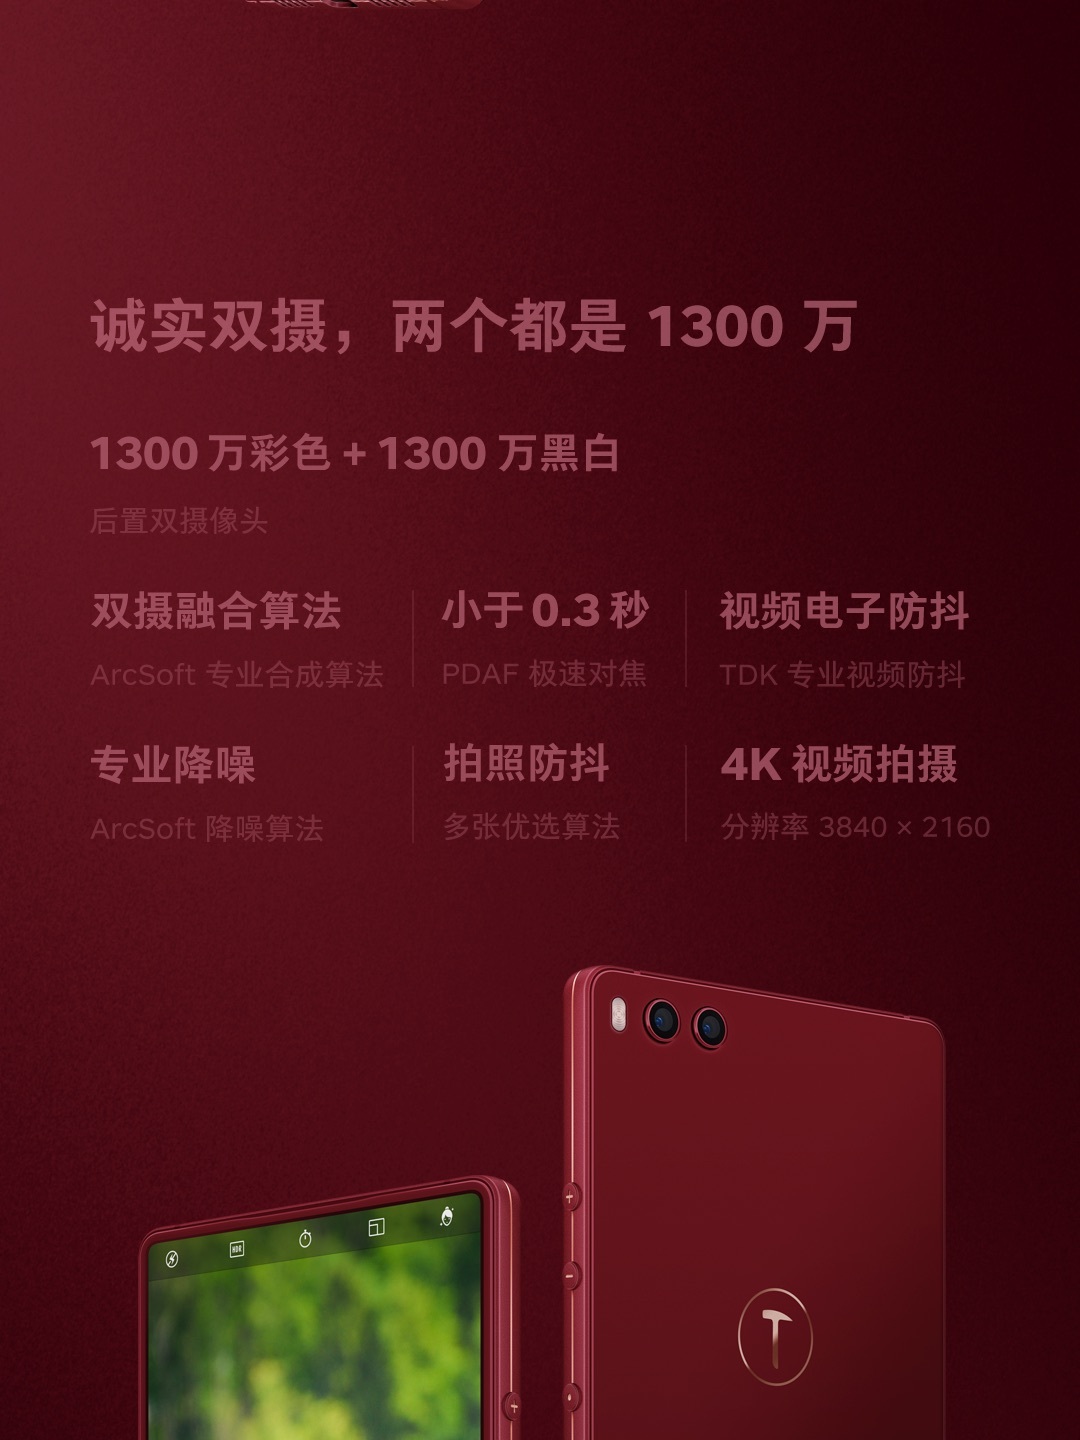 诚实双摄，两个都是 1300 万
1300 万彩色 + 1300 万黑白
后置双摄像头
双摄融合算法
ArcSoft 专业合成算法
小于 0.3 秒
PDAF 极速对焦
视频电子防抖
TDK 专业视频防抖
专业降噪
ArcSoft 降噪算法
拍照防抖
多张优选算法
4K 视频拍摄
分辨率 3840 × 2160
HDR